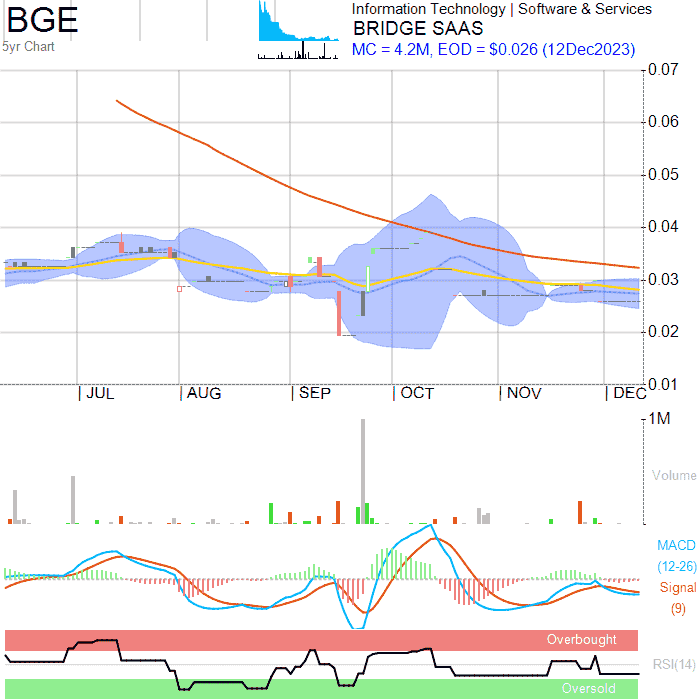 BGE
5yr Chart
Information Technology | Software & Services
BRIDGE SAAS
MC = 4.2M, EOD = $0.026 (12Dec2023)
0.07
0.06
0.05
0.04
0.03
0.02
0.01
JUL
AUG
SEP
OCT
NOV
DEC
1M
Volume
MACD
(12-26)
Signal
(9)
Overbought
RSI(14)
Oversold